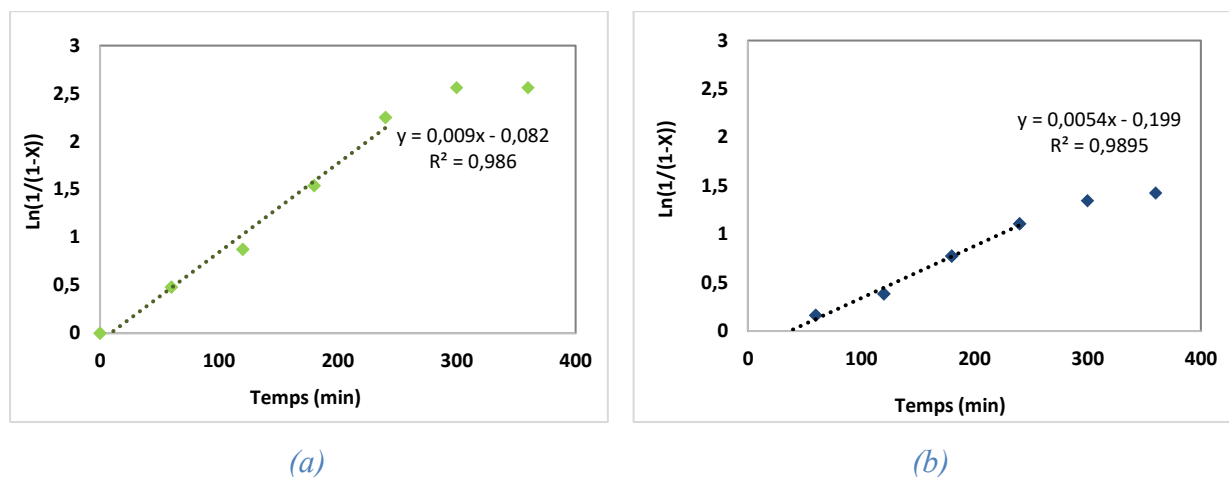 3
2,5
2
1,5
1
0,5
0
Ln(1/(1-X))
y = 0,009x - 0,082
R² = 0,986
0 100 200 300 400
Temps (min)
(a)
3
2,5
2
1,5
1
0,5
0
Ln(1/(1-X))
y = 0,0054x - 0,199
R² = 0,9895
0 100 200 300 400
Temps (min)
(b)